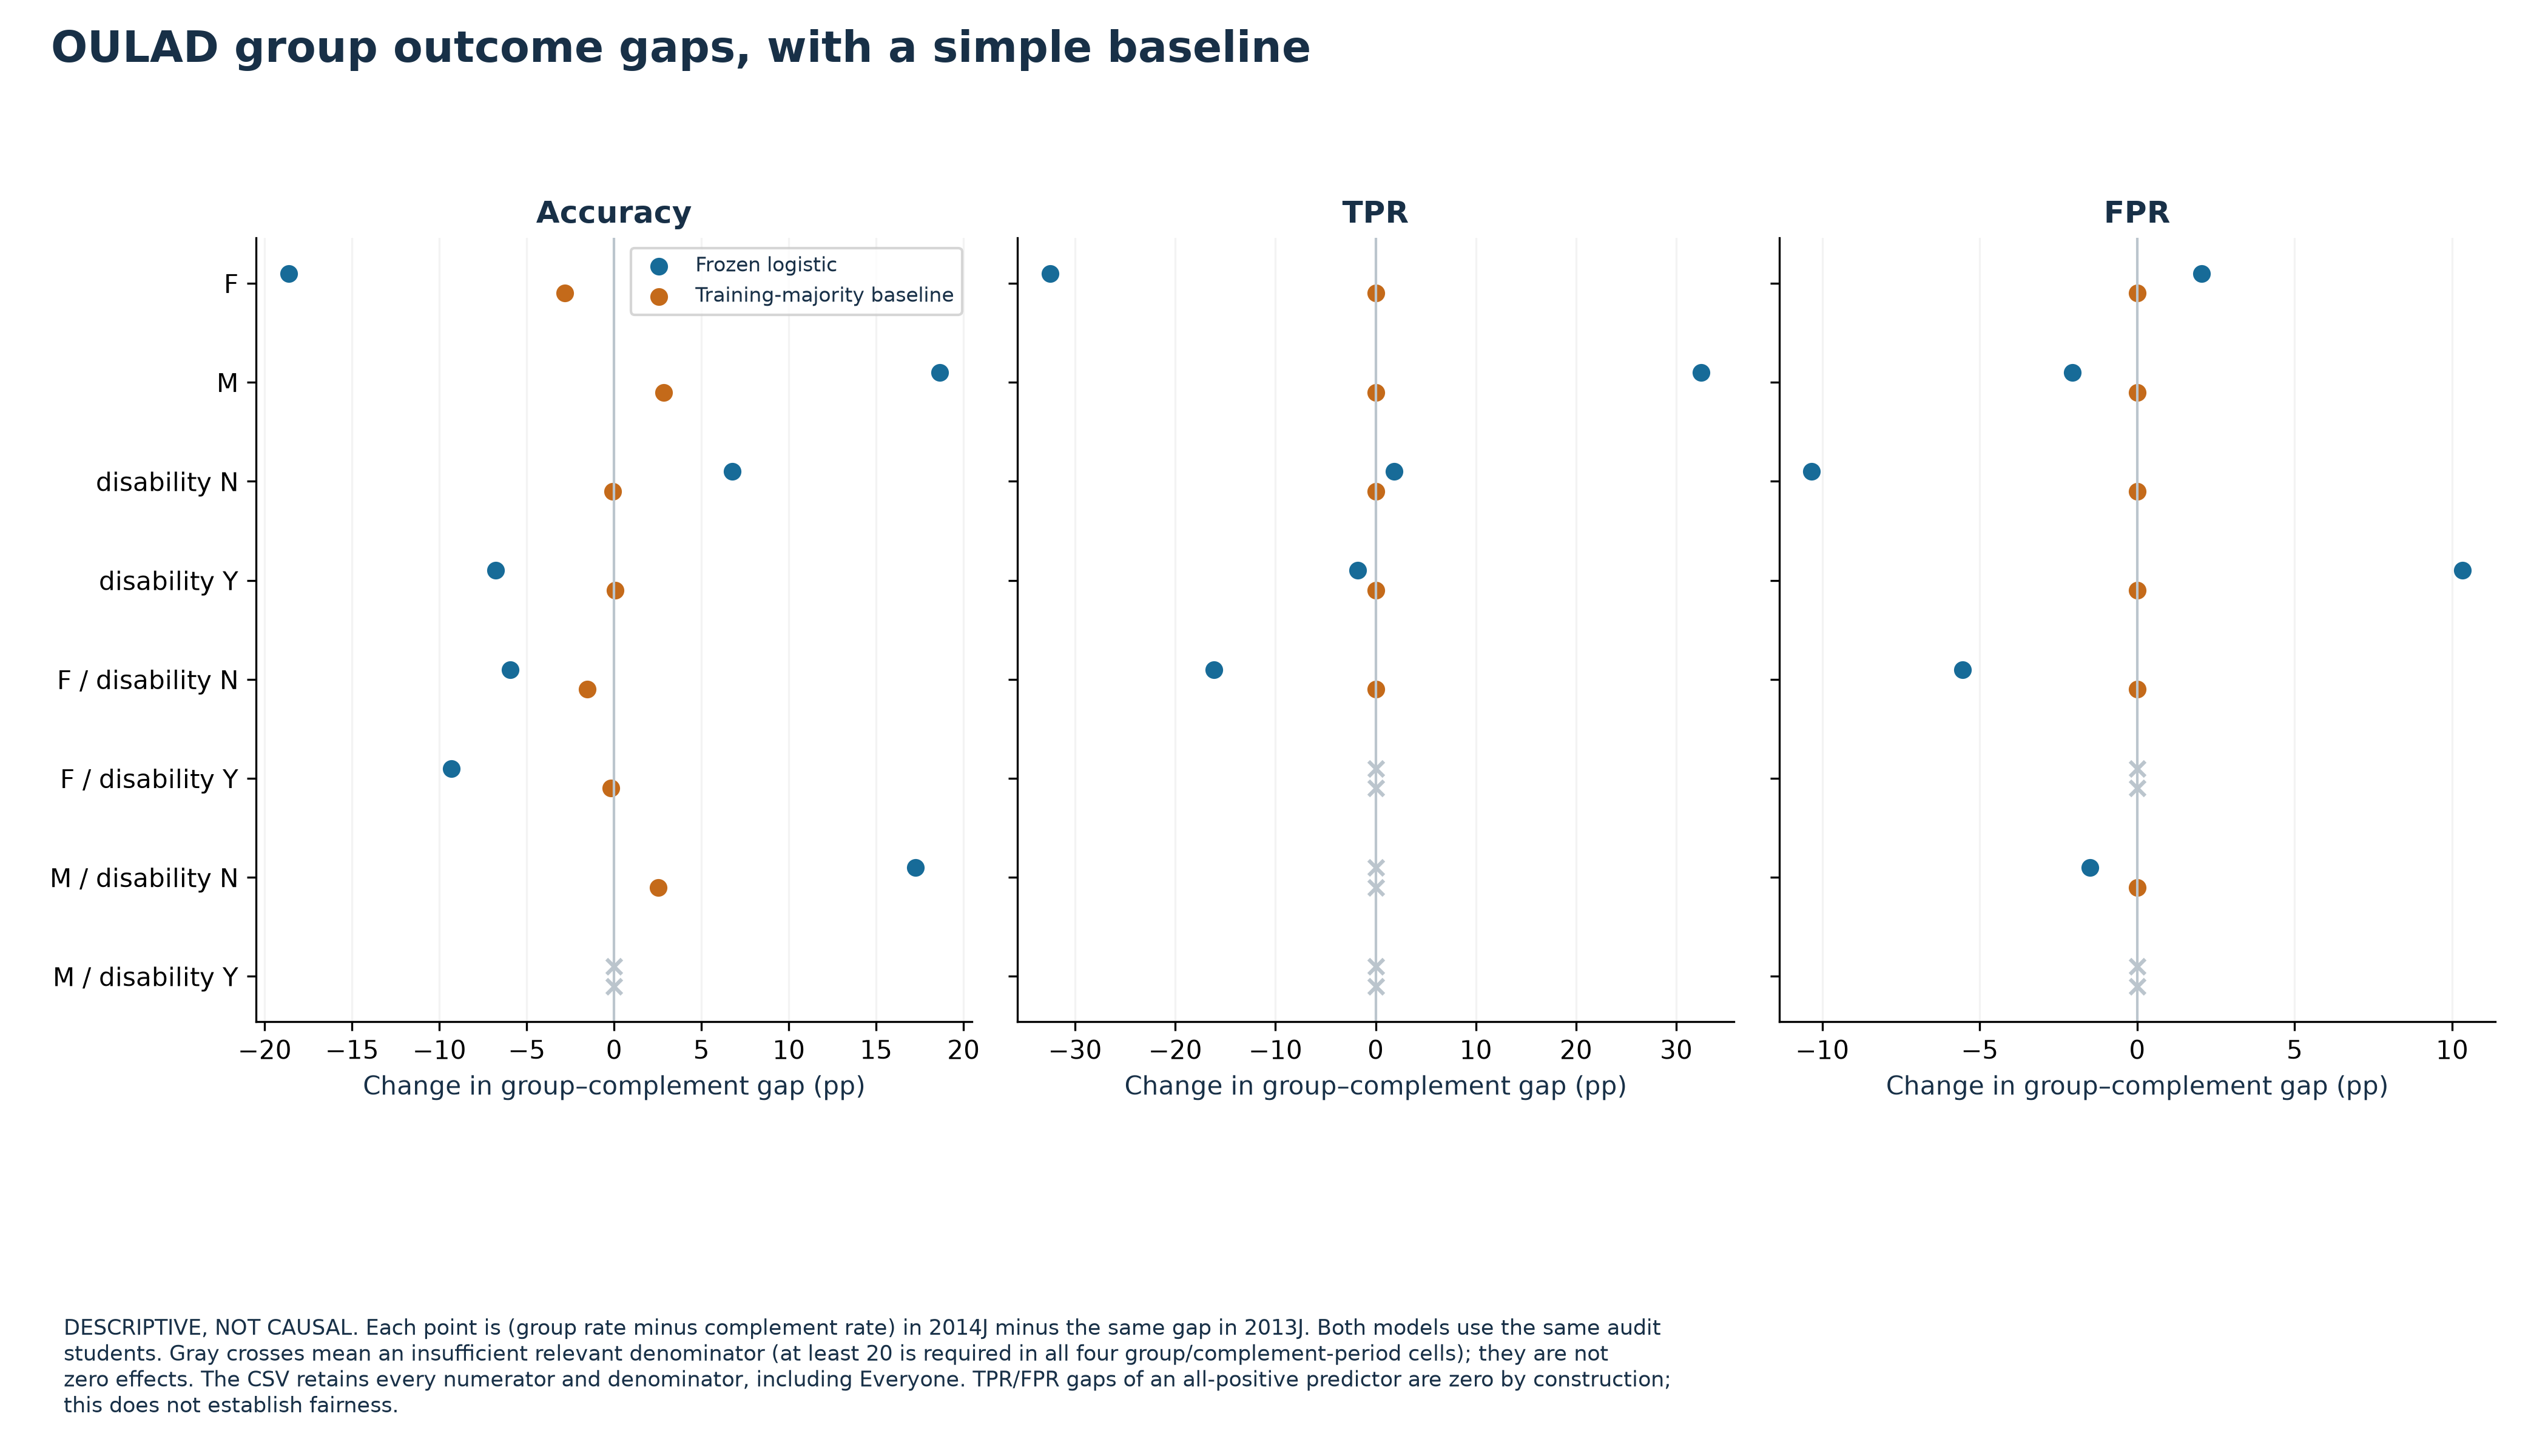 OULAD group outcome gaps, with a simple baseline
Accuracy
TPR
FPR
Frozen logistic
Training-majority baseline
F
M
disability N
disability Y
F / disability N
F / disability Y
M / disability N
M / disability Y
−20 −15 −10 −5 0 5 10 15 20
−30 −20 −10 0 10 20 30
−10 −5 0 5 10
Change in group–complement gap (pp)
Change in group–complement gap (pp)
Change in group–complement gap (pp)
DESCRIPTIVE, NOT CAUSAL. Each point is (group rate minus complement rate) in 2014J minus the same gap in 2013J. Both models use the same audit
students. Gray crosses mean an insufficient relevant denominator (at least 20 is required in all four group/complement-period cells); they are not
zero effects. The CSV retains every numerator and denominator, including Everyone. TPR/FPR gaps of an all-positive predictor are zero by construction;
this does not establish fairness.